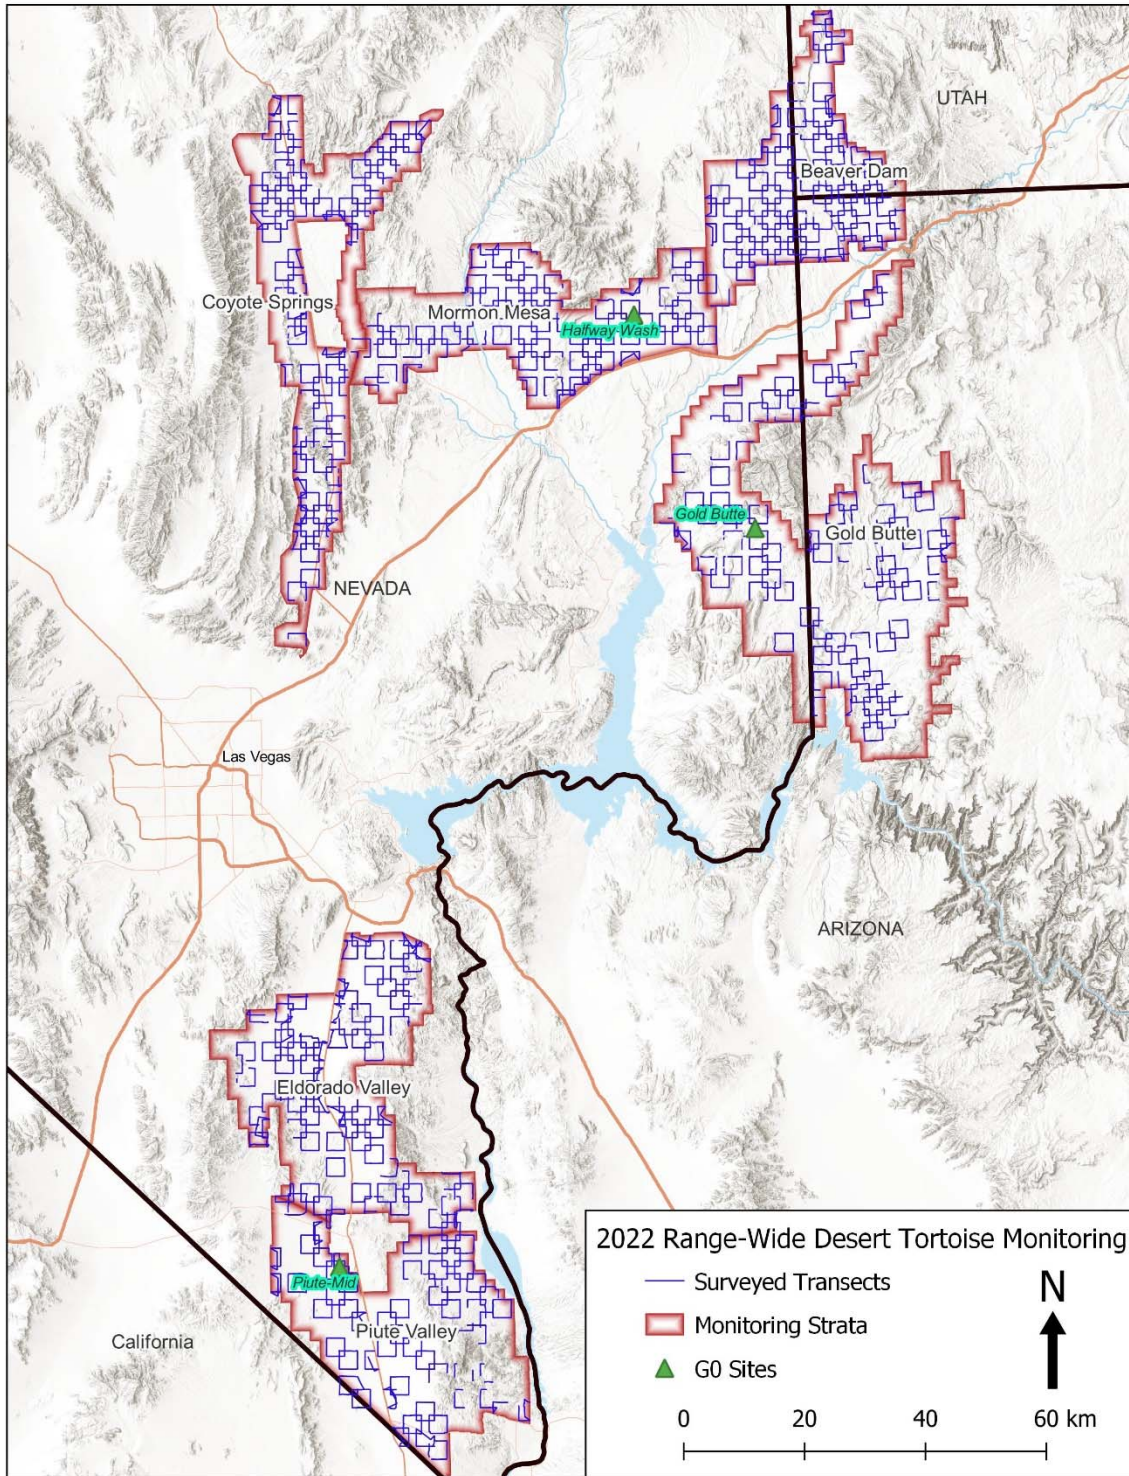 UTAH
Beaver Dam
Coyote Springs
Mormon Mesa
Halfway-Wash
Gold Butte
Gold Butte
NEVADA
Las Vegas
ARIZONA
Eldorado Valley
Piute-Mid
Piute Valley
California
2022 Range-Wide Desert Tortoise Monitoring
Surveyed Transects
Monitoring Strata
G0 Sites
N
0 20 40 60 km